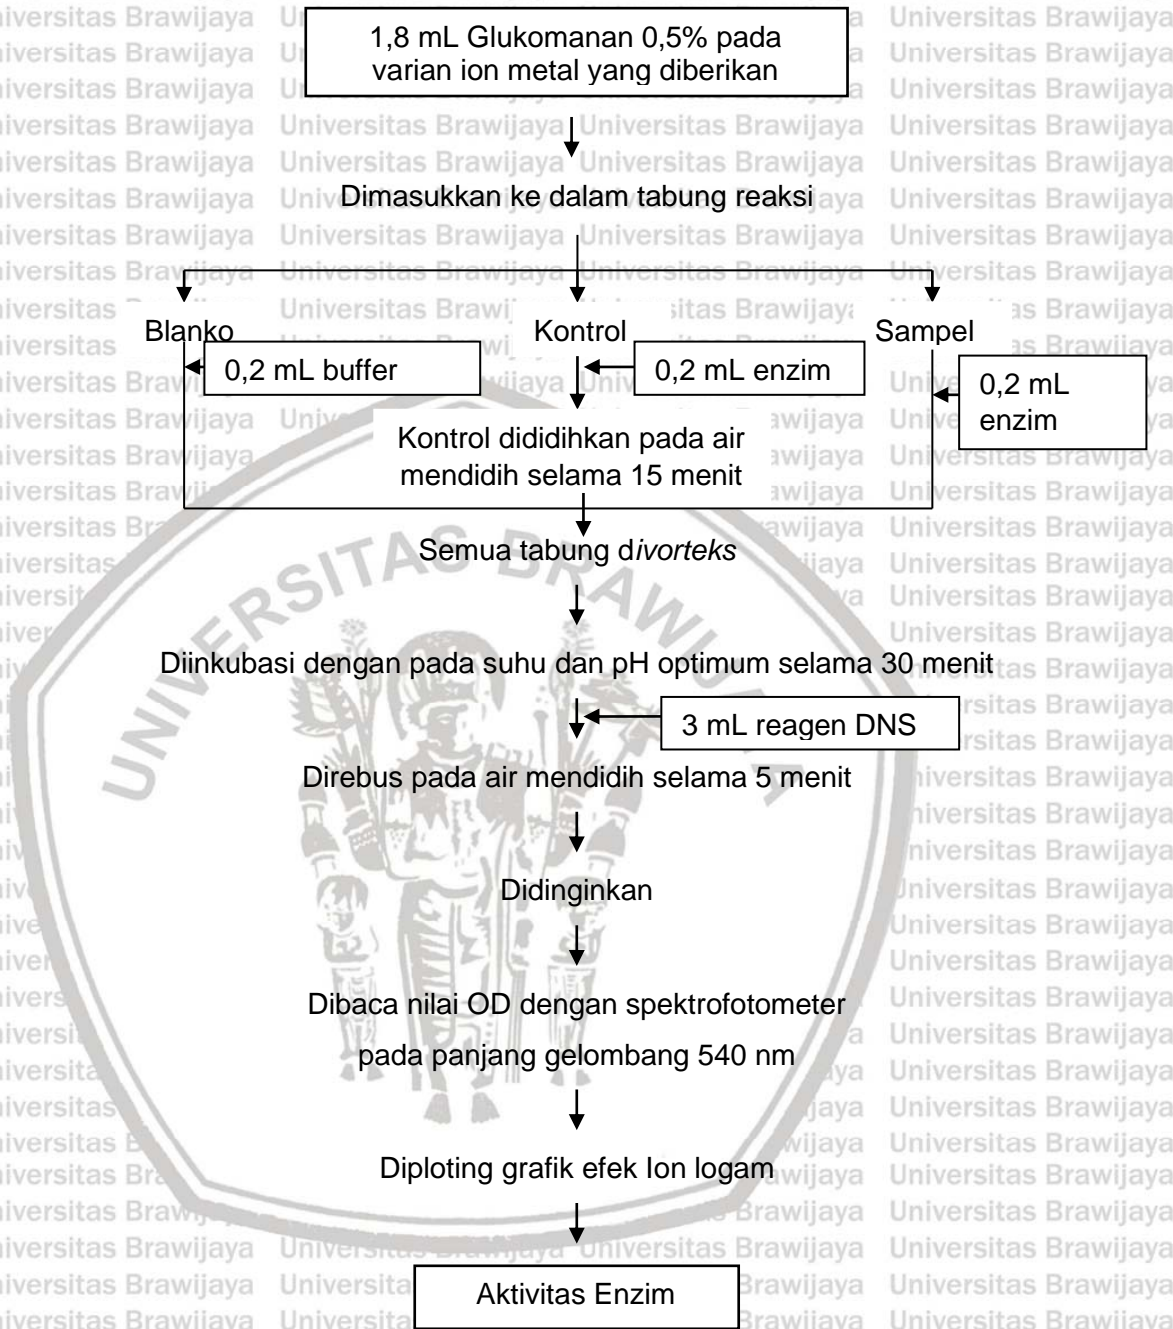 1,8 mL Glukomanan 0,5% pada
varian ion metal yang diberikan
Dimasukkan ke dalam tabung reaksi
Blanko
Kontrol
Sampel
0,2 mL buffer
0,2 mL enzim
0,2 mL
enzim
Kontrol dididihkan pada air
mendidih selama 15 menit
Semua tabung divorteks
Diinkubasi dengan pada suhu dan pH optimum selama 30 menit
3 mL reagen DNS
Direbus pada air mendidih selama 5 menit
Didinginkan
Dibaca nilai OD dengan spektrofotometer
pada panjang gelombang 540 nm
Diploting grafik efek Ion logam
Aktivitas Enzim
UNIVERSITAS BRAWIJAYA
Universitas Brawijaya